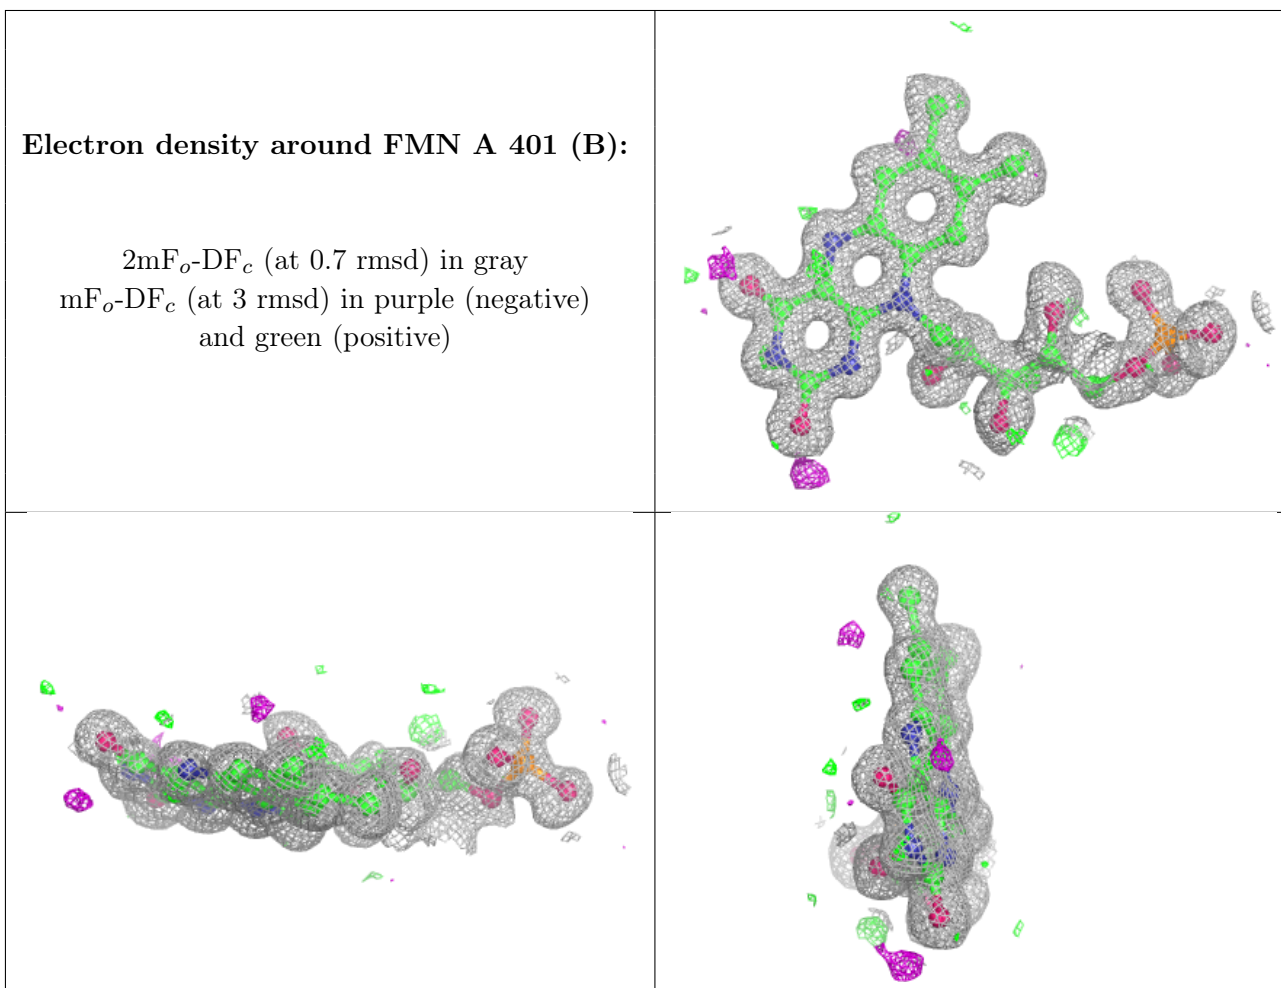 Electron density around FMN A 401 (B):
2mFo-DFc (at 0.7 rmsd) in gray
mFo-DFc (at 3 rmsd) in purple (negative)
and green (positive)